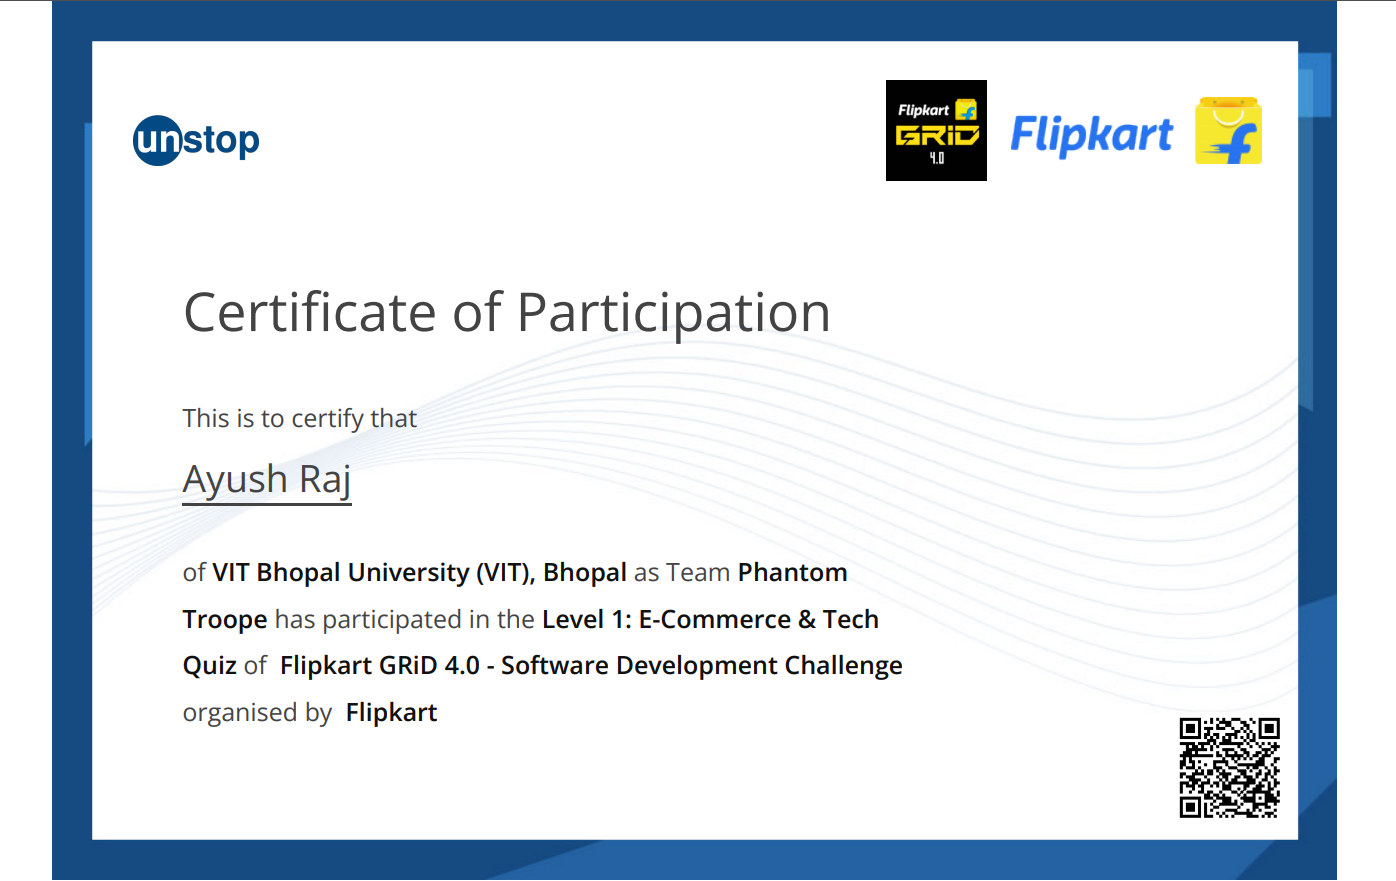 unstop
Flipkart
GRiD
4.0
Flipkart
Certificate of Participation
This is to certify that
Ayush Raj
of VIT Bhopal University (VIT), Bhopal as Team Phantom
Troope has participated in the Level 1: E-Commerce & Tech
Quiz of Flipkart GRiD 4.0 - Software Development Challenge
organised by Flipkart